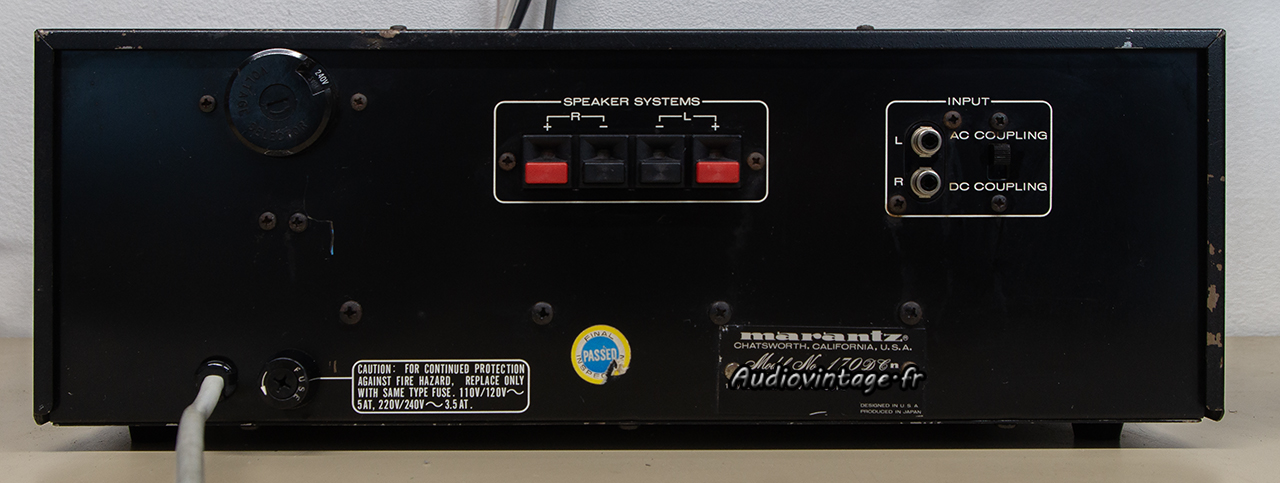 240V
SPEAKER SYSTEMS
R L
+ - - +
INPUT
L AC COUPLING
R DC COUPLING
FUSE
CAUTION: FOR CONTINUED PROTECTION
AGAINST FIRE HAZARD, REPLACE ONLY
WITH SAME TYPE FUSE. 110V/120V～
5AT, 220V/240V～3.5AT.
FINAL
PASSED
marantz®
CHATSWORTH, CALIFORNIA, U.S.A.
Model No. 170DC
Audiovintage.fr
DESIGNED IN U S A
PRODUCED IN JAPAN